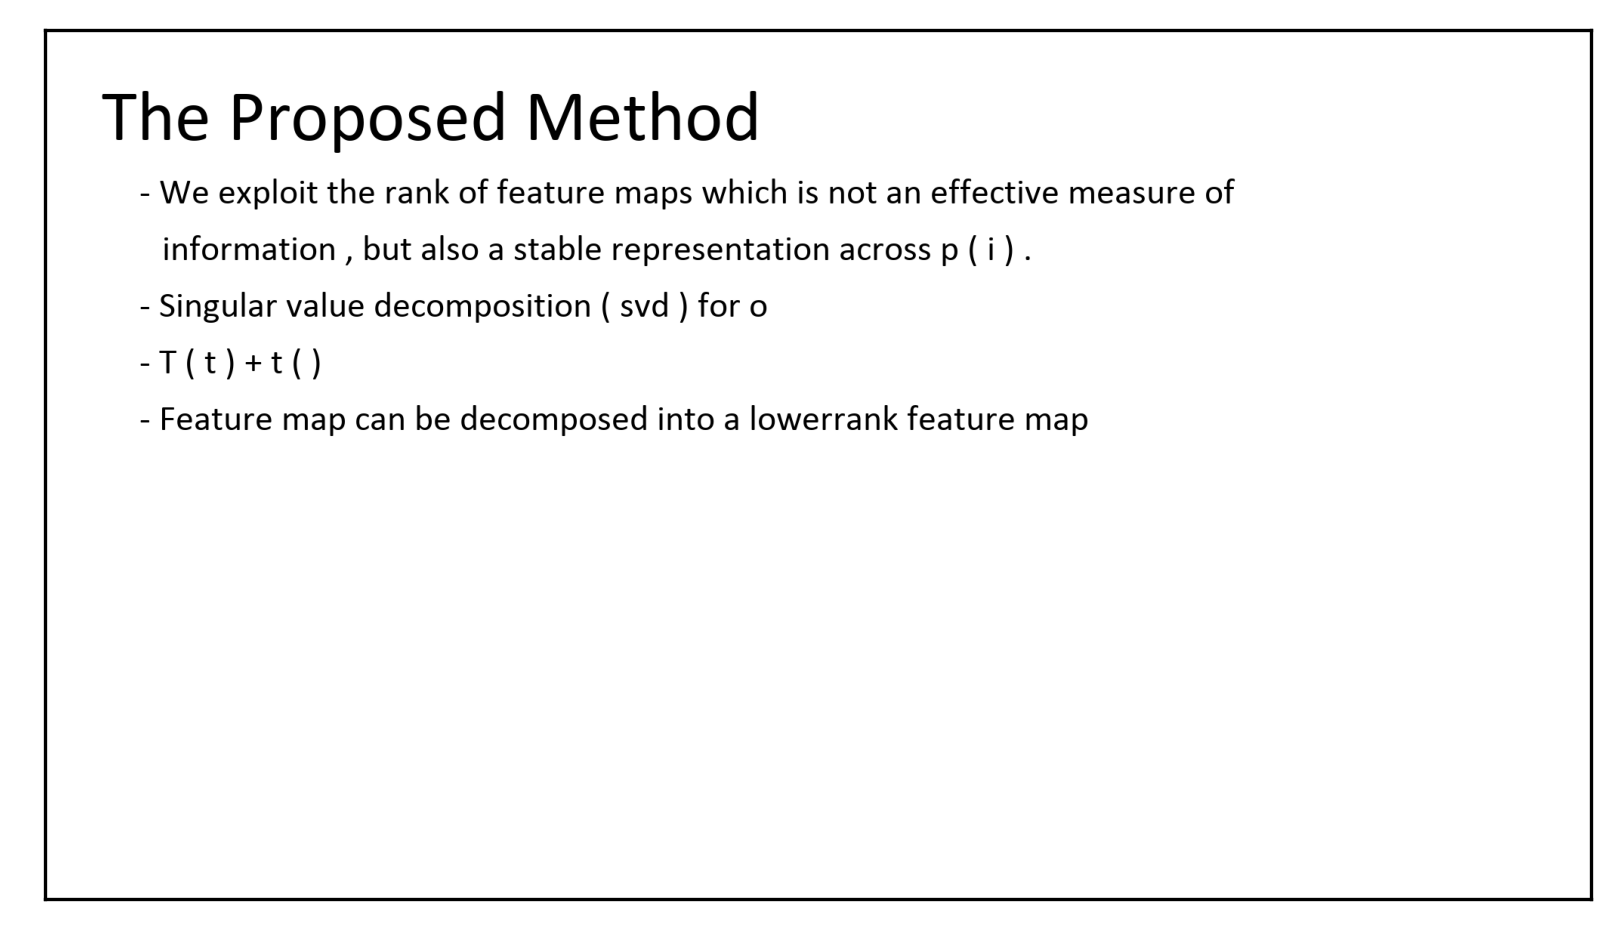 The Proposed Method
- We exploit the rank of feature maps which is not an effective measure of
information , but also a stable representation across p ( i ) .
- Singular value decomposition ( svd ) for o
- T ( t ) + t ( )
- Feature map can be decomposed into a lowerrank feature map